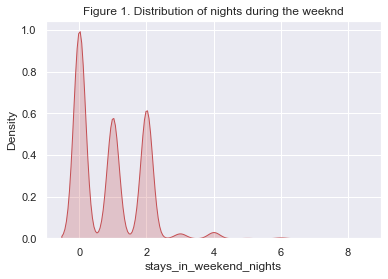 Figure 1. Distribution of nights during the weeknd
1.0
0.8
0.6
0.4
0.2
0.0
Density
0 2 4 6 8
stays_in_weekend_nights